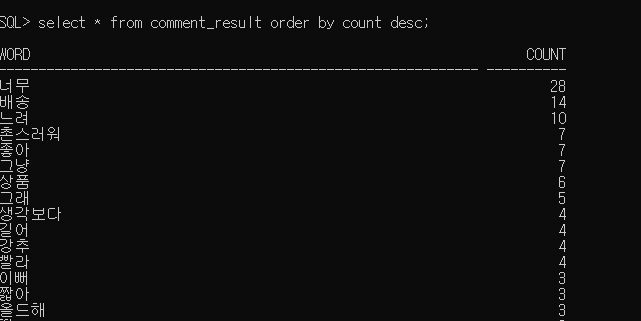 SQL> select * from comment_result order by count desc;
WORD COUNT
------------------------------------------------------------ ----------
너무 28
배송 14
느려 10
촌스러워 7
좋아 7
그냥 7
상품 6
그래 5
생각보다 4
길어 4
강추 4
빨라 4
이뻐 3
짧아 3
올드해 3